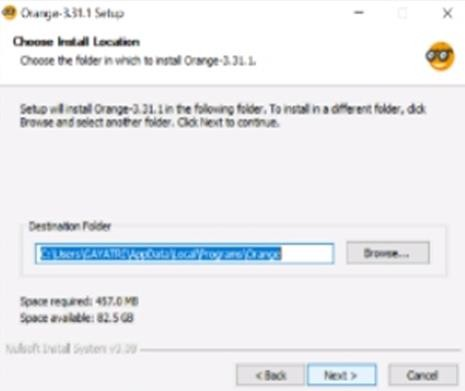 Orange-3.31.1 Setup
Choose Install Location
Choose the folder in which to install Orange-3.31.1.
Setup will install Orange-3.31.1 in the following folder. To install in a different folder, click
Browse and select another folder. Click Next to continue.
Destination Folder
C:\Users\GAYATRI\AppData\Local\Programs\Orange
Browse...
Space required: 457.0 MB
Space available: 82.5 GB
Nullsoft Install System v3.09
< Back
Next >
Cancel